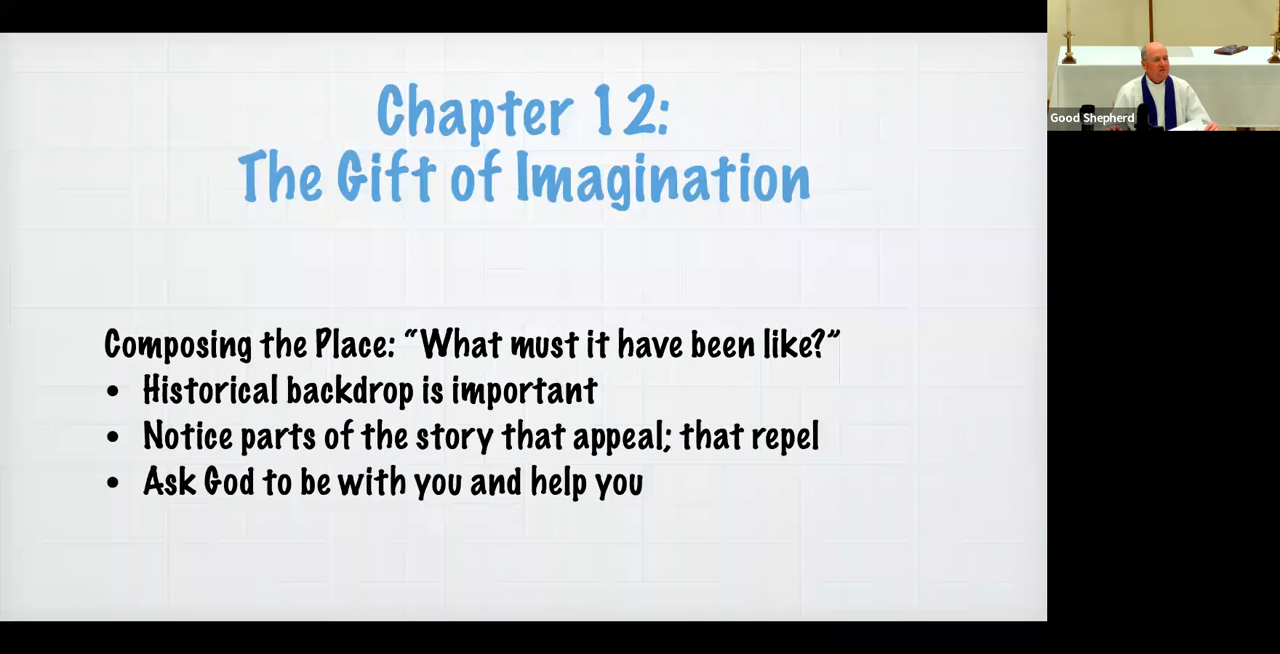 Chapter 12:
The Gift of Imagination
Composing the Place: “What must it have been like?”
• Historical backdrop is important
• Notice parts of the story that appeal; that repel
• Ask God to be with you and help you
Good Shepherd